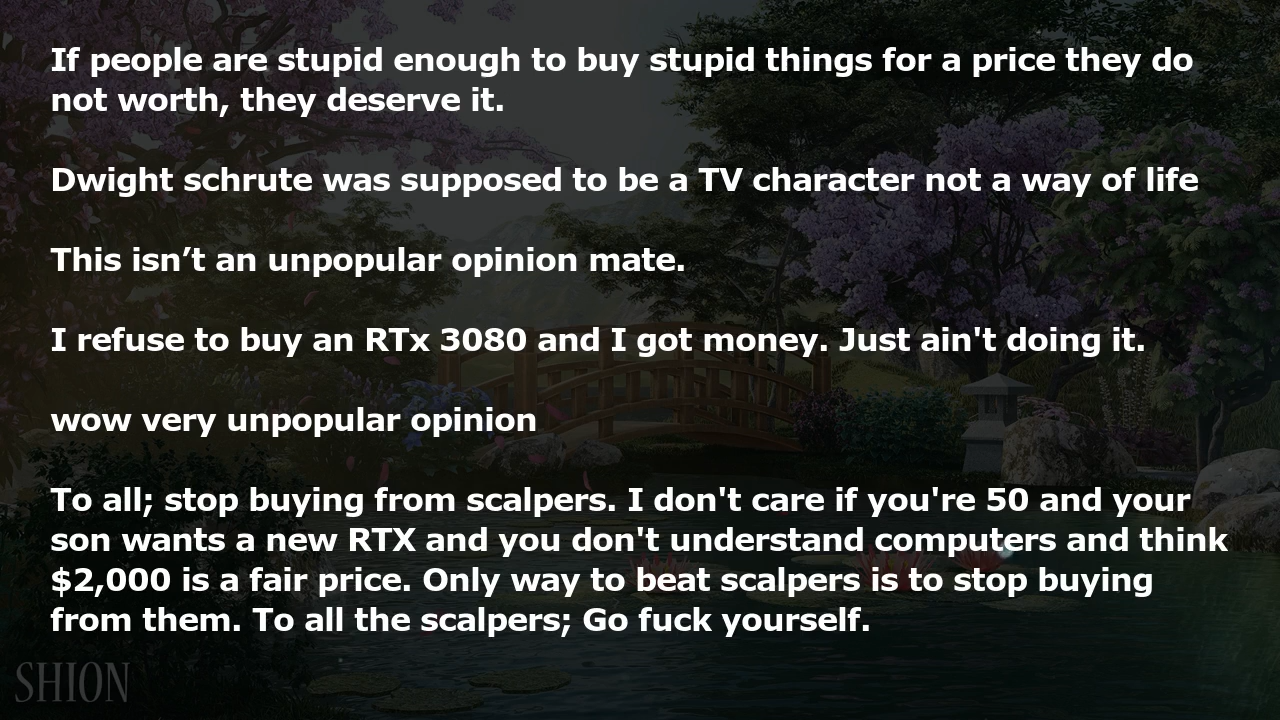 If people are stupid enough to buy stupid things for a price they do
not worth, they deserve it.
Dwight schrute was supposed to be a TV character not a way of life
This isn’t an unpopular opinion mate.
I refuse to buy an RTx 3080 and I got money. Just ain't doing it.
wow very unpopular opinion
To all; stop buying from scalpers. I don't care if you're 50 and your
son wants a new RTX and you don't understand computers and think
$2,000 is a fair price. Only way to beat scalpers is to stop buying
from them. To all the scalpers; Go fuck yourself.
SHION